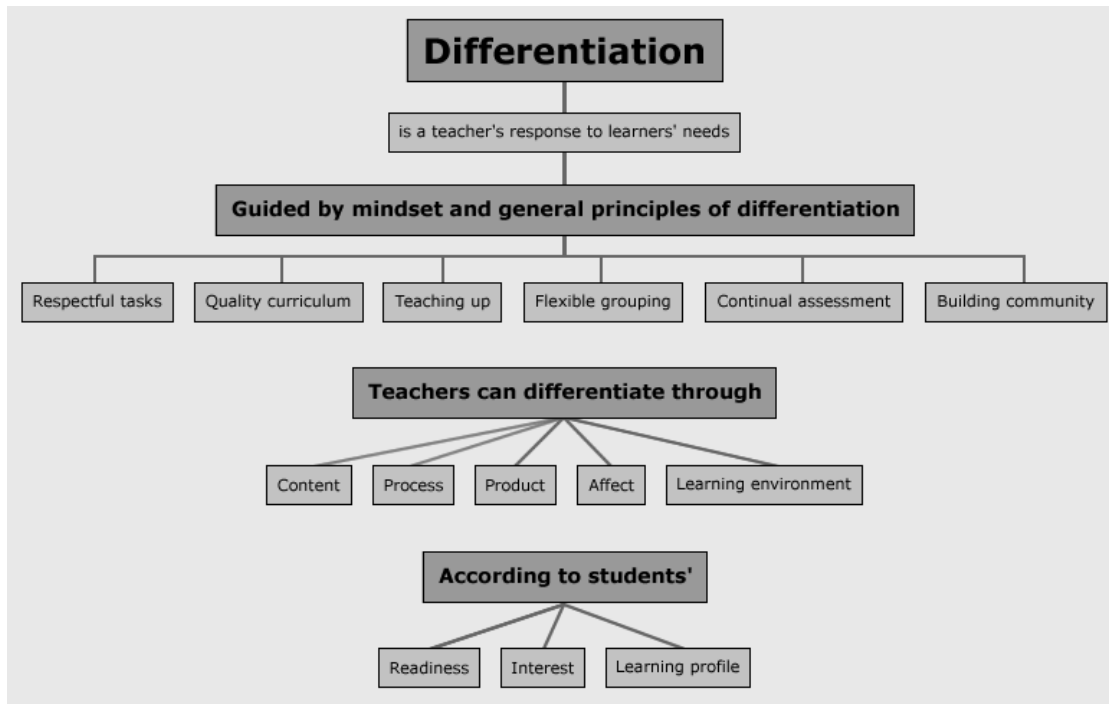 Differentiation
is a teacher's response to learners' needs
Guided by mindset and general principles of differentiation
Respectful tasks
Quality curriculum
Teaching up
Flexible grouping
Continual assessment
Building community
Teachers can differentiate through
Content
Process
Product
Affect
Learning environment
According to students'
Readiness
Interest
Learning profile